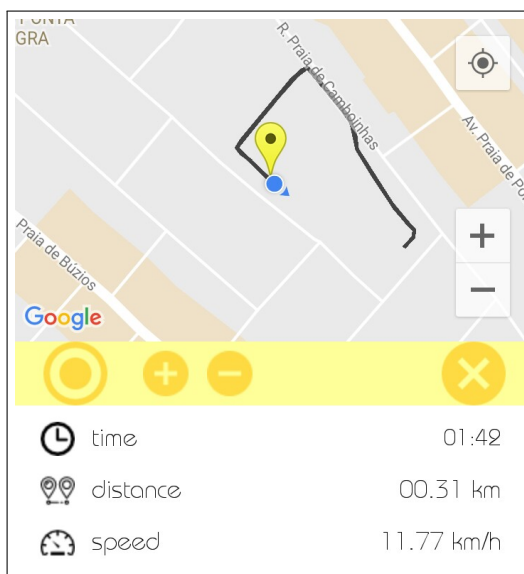 PONTA
GRA
R. Praia de Camboinhas
Av. Praia de Pon
Praia de Búzios
Google
time 01:42
distance 00.31 km
speed 11.77 km/h